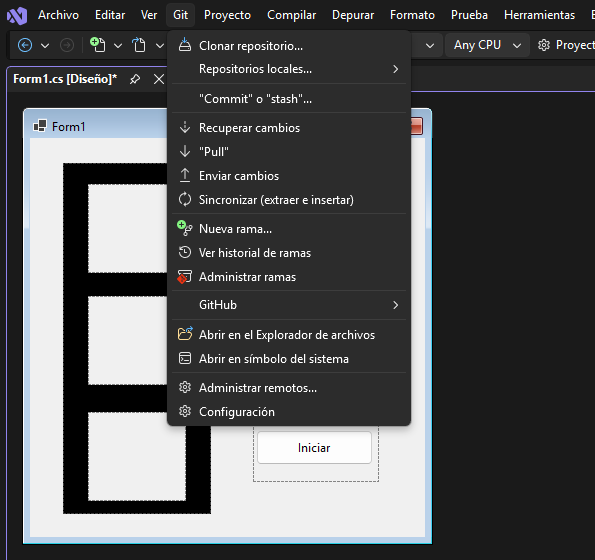 Archivo Editar Ver Git Proyecto Compilar Depurar Formato Prueba Herramientas
Any CPU Proyect
Form1.cs [Diseño]*
Form1
Clonar repositorio...
Repositorios locales...
"Commit" o "stash"...
Recuperar cambios
"Pull"
Enviar cambios
Sincronizar (extraer e insertar)
Nueva rama...
Ver historial de ramas
Administrar ramas
GitHub
Abrir en el Explorador de archivos
Abrir en símbolo del sistema
Administrar remotos...
Configuración
Iniciar